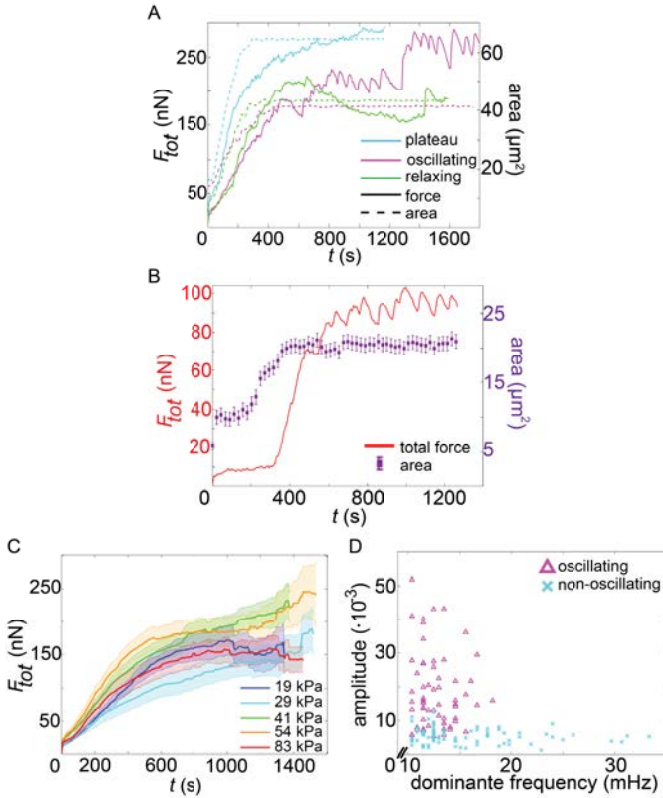 A
F_tot (nN)
250
150
50
60
40
20
area (μm²)
plateau
oscillating
relaxing
force
area
0 400 800 1200 1600
t (s)
B
F_tot (nN)
100
80
60
40
20
25
15
5
area (μm²)
total force
area
0 400 800 1200
t (s)
C
F_tot (nN)
250
150
50
19 kPa
29 kPa
41 kPa
54 kPa
83 kPa
0 200 600 1000 1400
t (s)
D
oscillating
non-oscillating
amplitude (·10⁻³)
50
30
10
0 10 20 30
dominante frequency (mHz)